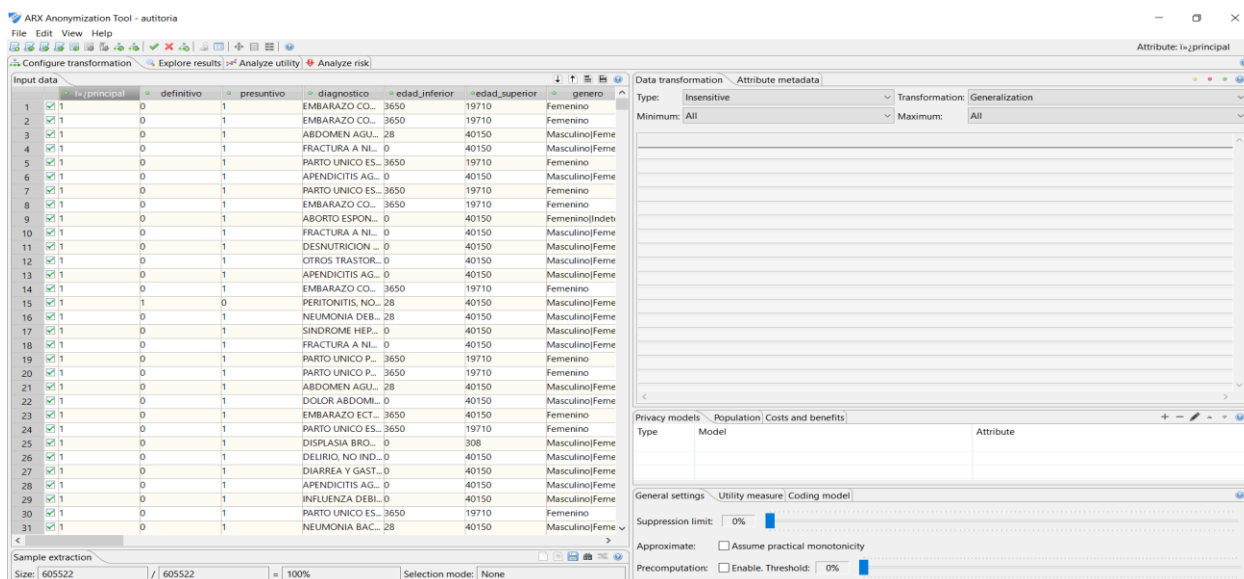 ARX Anonymization Tool - autitoria
File Edit View Help
Attribute: ï»¿principal
Configure transformation Explore results Analyze utility Analyze risk
Input data
ï»¿principal definitivo presuntivo diagnostico edad_inferior edad_superior genero
1 1 0 1 EMBARAZO CO... 3650 19710 Femenino
2 1 0 1 EMBARAZO CO... 3650 19710 Femenino
3 1 0 1 ABDOMEN AGU... 28 40150 Masculino|Feme
4 1 0 1 FRACTURA A NI... 0 40150 Masculino|Feme
5 1 0 1 PARTO UNICO ES... 3650 19710 Femenino
6 1 0 1 APENDICITIS AG... 0 40150 Masculino|Feme
7 1 0 1 PARTO UNICO ES... 3650 19710 Femenino
8 1 0 1 EMBARAZO CO... 3650 19710 Femenino
9 1 0 1 ABORTO ESPON... 0 40150 Femenino|Indet
10 1 0 1 FRACTURA A NI... 0 40150 Masculino|Feme
11 1 0 1 DESNUTRICION ... 0 40150 Masculino|Feme
12 1 0 1 OTROS TRASTOR... 0 40150 Masculino|Feme
13 1 0 1 APENDICITIS AG... 0 40150 Masculino|Feme
14 1 0 1 EMBARAZO CO... 3650 19710 Femenino
15 1 1 0 PERITONITIS, NO... 28 40150 Masculino|Feme
16 1 0 1 NEUMONIA DEB... 28 40150 Masculino|Feme
17 1 0 1 SINDROME HEP... 0 40150 Masculino|Feme
18 1 0 1 FRACTURA A NI... 0 40150 Masculino|Feme
19 1 0 1 PARTO UNICO P... 3650 19710 Femenino
20 1 0 1 PARTO UNICO P... 3650 19710 Femenino
21 1 0 1 ABDOMEN AGU... 28 40150 Masculino|Feme
22 1 0 1 DOLOR ABDOMI... 0 40150 Masculino|Feme
23 1 0 1 EMBARAZO ECT... 3650 40150 Femenino
24 1 0 1 PARTO UNICO ES... 3650 19710 Femenino
25 1 0 1 DISPLASIA BRO... 0 308 Masculino|Feme
26 1 0 1 DELIRIO, NO IND... 0 40150 Masculino|Feme
27 1 0 1 DIARREA Y GAST... 0 40150 Masculino|Feme
28 1 0 1 APENDICITIS AG... 0 40150 Masculino|Feme
29 1 0 1 INFLUENZA DEBI... 0 40150 Masculino|Feme
30 1 0 1 PARTO UNICO ES... 3650 19710 Femenino
31 1 0 1 NEUMONIA BAC... 28 40150 Masculino|Feme
Sample extraction
Size: 605522 / 605522 = 100% Selection mode: None
Data transformation Attribute metadata
Type: Insensitive Transformation: Generalization
Minimum: All Maximum: All
Privacy models Population Costs and benefits
Type Model Attribute
General settings Utility measure Coding model
Suppression limit: 0%
Approximate: Assume practical monotonicity
Precomputation: Enable. Threshold: 0%